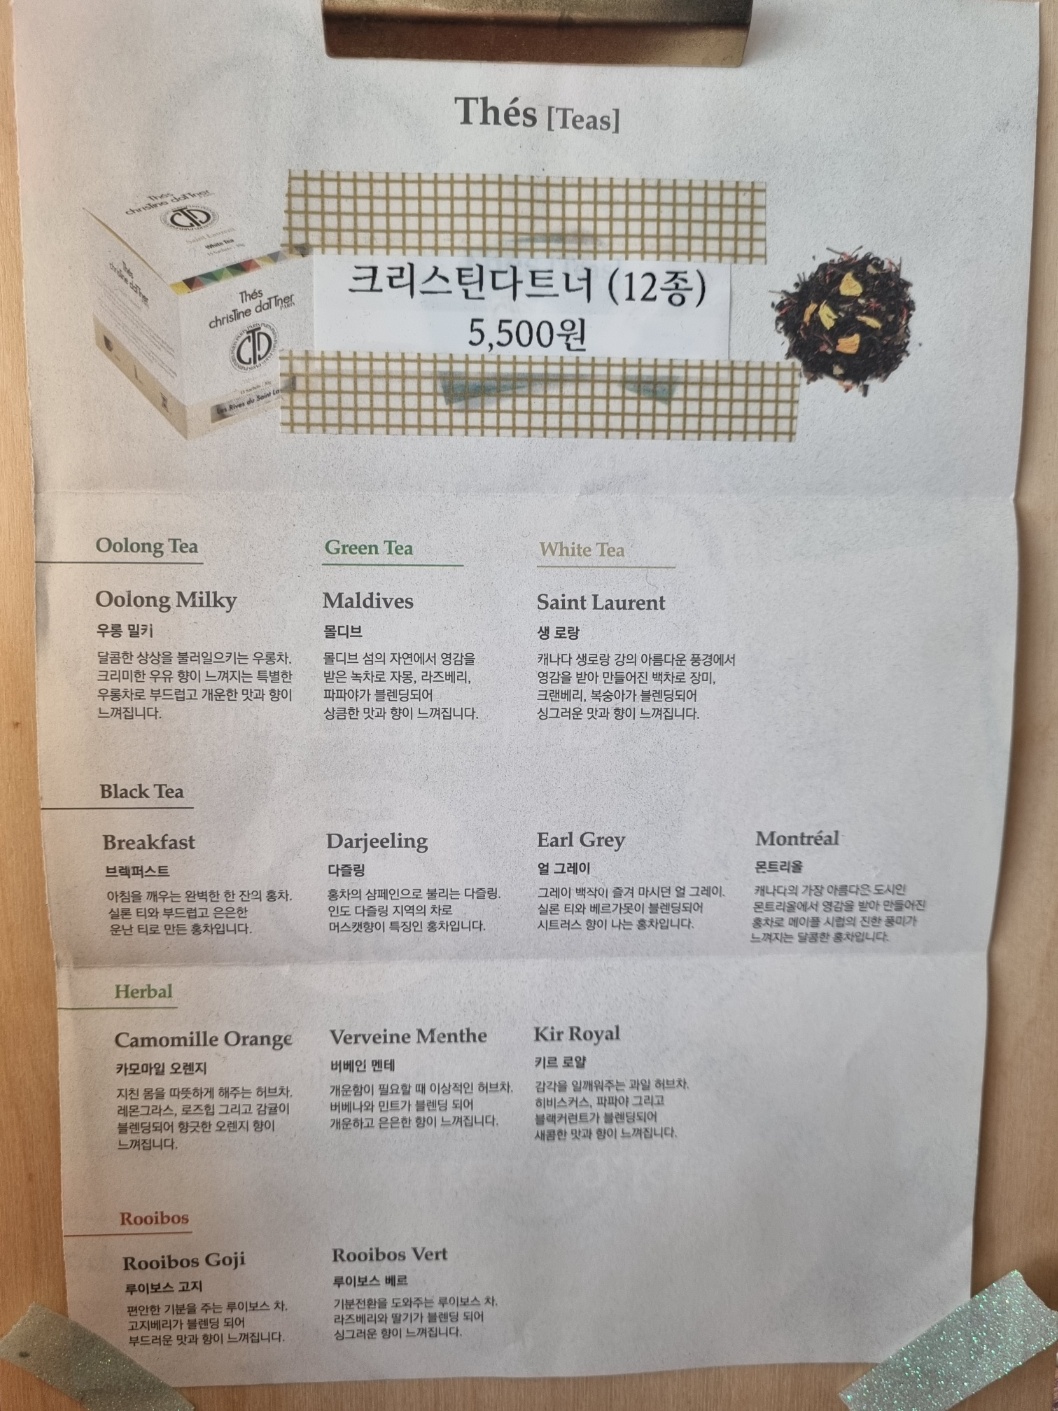 Thés [Teas]
Thés
christine dattner
CTD
White Tea
Thés
christine dattner
Thés
christine dattner
PARIS
CTD
Les Rives du Saint La
크리스틴다트너 (12종)
5,500원
Oolong Tea
Oolong Milky
우롱 밀키
달콤한 상상을 불러일으키는 우롱차.
크리미한 우유 향이 느껴지는 특별한
우롱차로 부드럽고 개운한 맛과 향이
느껴집니다.
Green Tea
Maldives
몰디브
몰디브 섬의 자연에서 영감을
받은 녹차로 자몽, 라즈베리,
파파야가 블렌딩되어
상큼한 맛과 향이 느껴집니다.
White Tea
Saint Laurent
생 로랑
캐나다 생로랑 강의 아름다운 풍경에서
영감을 받아 만들어진 백차로 장미,
크랜베리, 복숭아가 블렌딩되어
싱그러운 맛과 향이 느껴집니다.
Black Tea
Breakfast
브렉퍼스트
아침을 깨우는 완벽한 한 잔의 홍차.
실론 티와 부드럽고 은은한
운난 티로 만든 홍차입니다.
Darjeeling
다즐링
홍차의 샴페인으로 불리는 다즐링.
인도 다즐링 지역의 차로
머스캣향이 특징인 홍차입니다.
Earl Grey
얼 그레이
그레이 백작이 즐겨 마시던 얼 그레이.
실론 티와 베르가못이 블렌딩되어
시트러스 향이 나는 홍차입니다.
Montréal
몬트리올
캐나다의 가장 아름다운 도시인
몬트리올에서 영감을 받아 만들어진
홍차로 메이플 시럽의 진한 풍미가
느껴지는 달콤한 홍차입니다.
Herbal
Camomille Orange
카모마일 오렌지
지친 몸을 따뜻하게 해주는 허브차.
레몬그라스, 로즈힙 그리고 감귤이
블렌딩되어 향긋한 오렌지 향이
느껴집니다.
Verveine Menthe
버베인 멘테
개운함이 필요할 때 이상적인 허브차.
버베나와 민트가 블렌딩 되어
개운하고 은은한 향이 느껴집니다.
Kir Royal
키르 로얄
감각을 일깨워주는 과일 허브차.
히비스커스, 파파야 그리고
블랙커런트가 블렌딩되어
새콤한 맛과 향이 느껴집니다.
Rooibos
Rooibos Goji
루이보스 고지
편안한 기분을 주는 루이보스 차.
고지베리가 블렌딩 되어
부드러운 맛과 향이 느껴집니다.
Rooibos Vert
루이보스 베르
기분전환을 도와주는 루이보스 차.
라즈베리와 딸기가 블렌딩 되어
싱그러운 향이 느껴집니다.